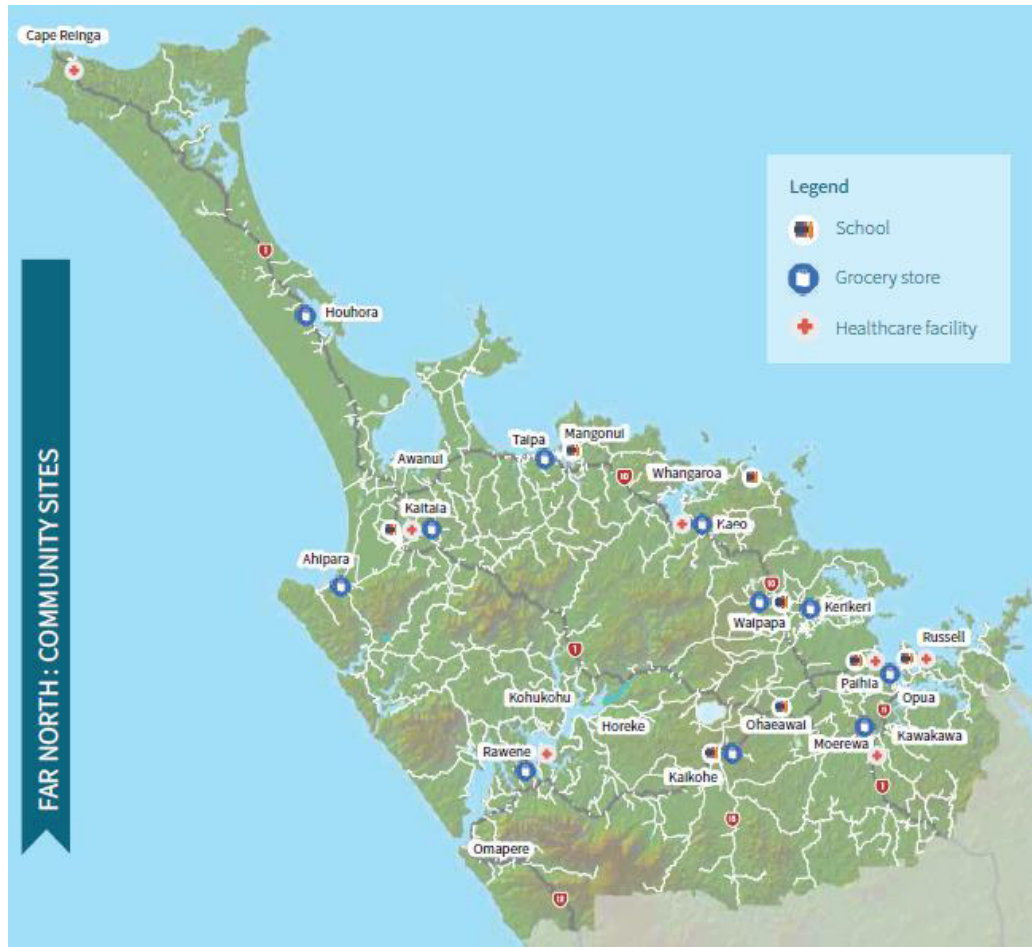 Cape Reinga
Legend
School
Grocery store
Healthcare facility
1
Houhora
FAR NORTH: COMMUNITY SITES
Taipa
Mangonui
Awanui
10
Whangaroa
Kaitaia
Kaeo
Ahipara
10
Waipapa
Kerikeri
Russell
1
Paihia
Opua
Kohukohu
Horeke
Ohaeawai
11
Moerewa
Kawakawa
Rawene
Kaikohe
1
Omapere